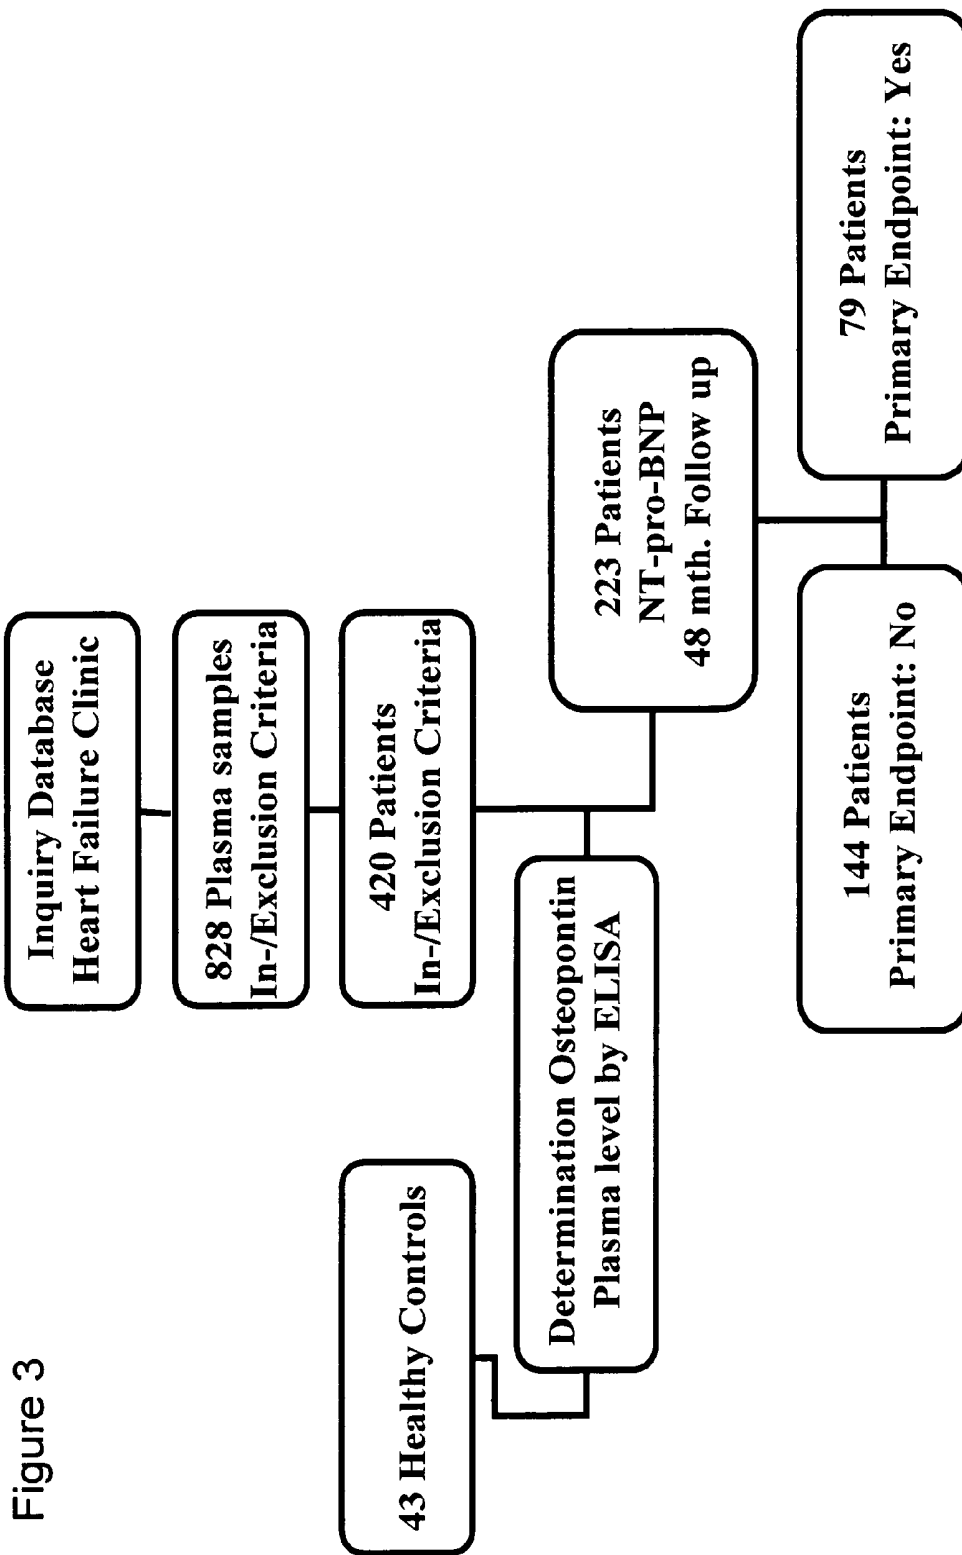 Figure 3
Inquiry Database
Heart Failure Clinic
828 Plasma samples
In-/Exclusion Criteria
43 Healthy Controls
420 Patients
In-/Exclusion Criteria
Determination Osteopontin
Plasma level by ELISA
223 Patients
NT-pro-BNP
48 mth. Follow up
144 Patients
Primary Endpoint: No
79 Patients
Primary Endpoint: Yes